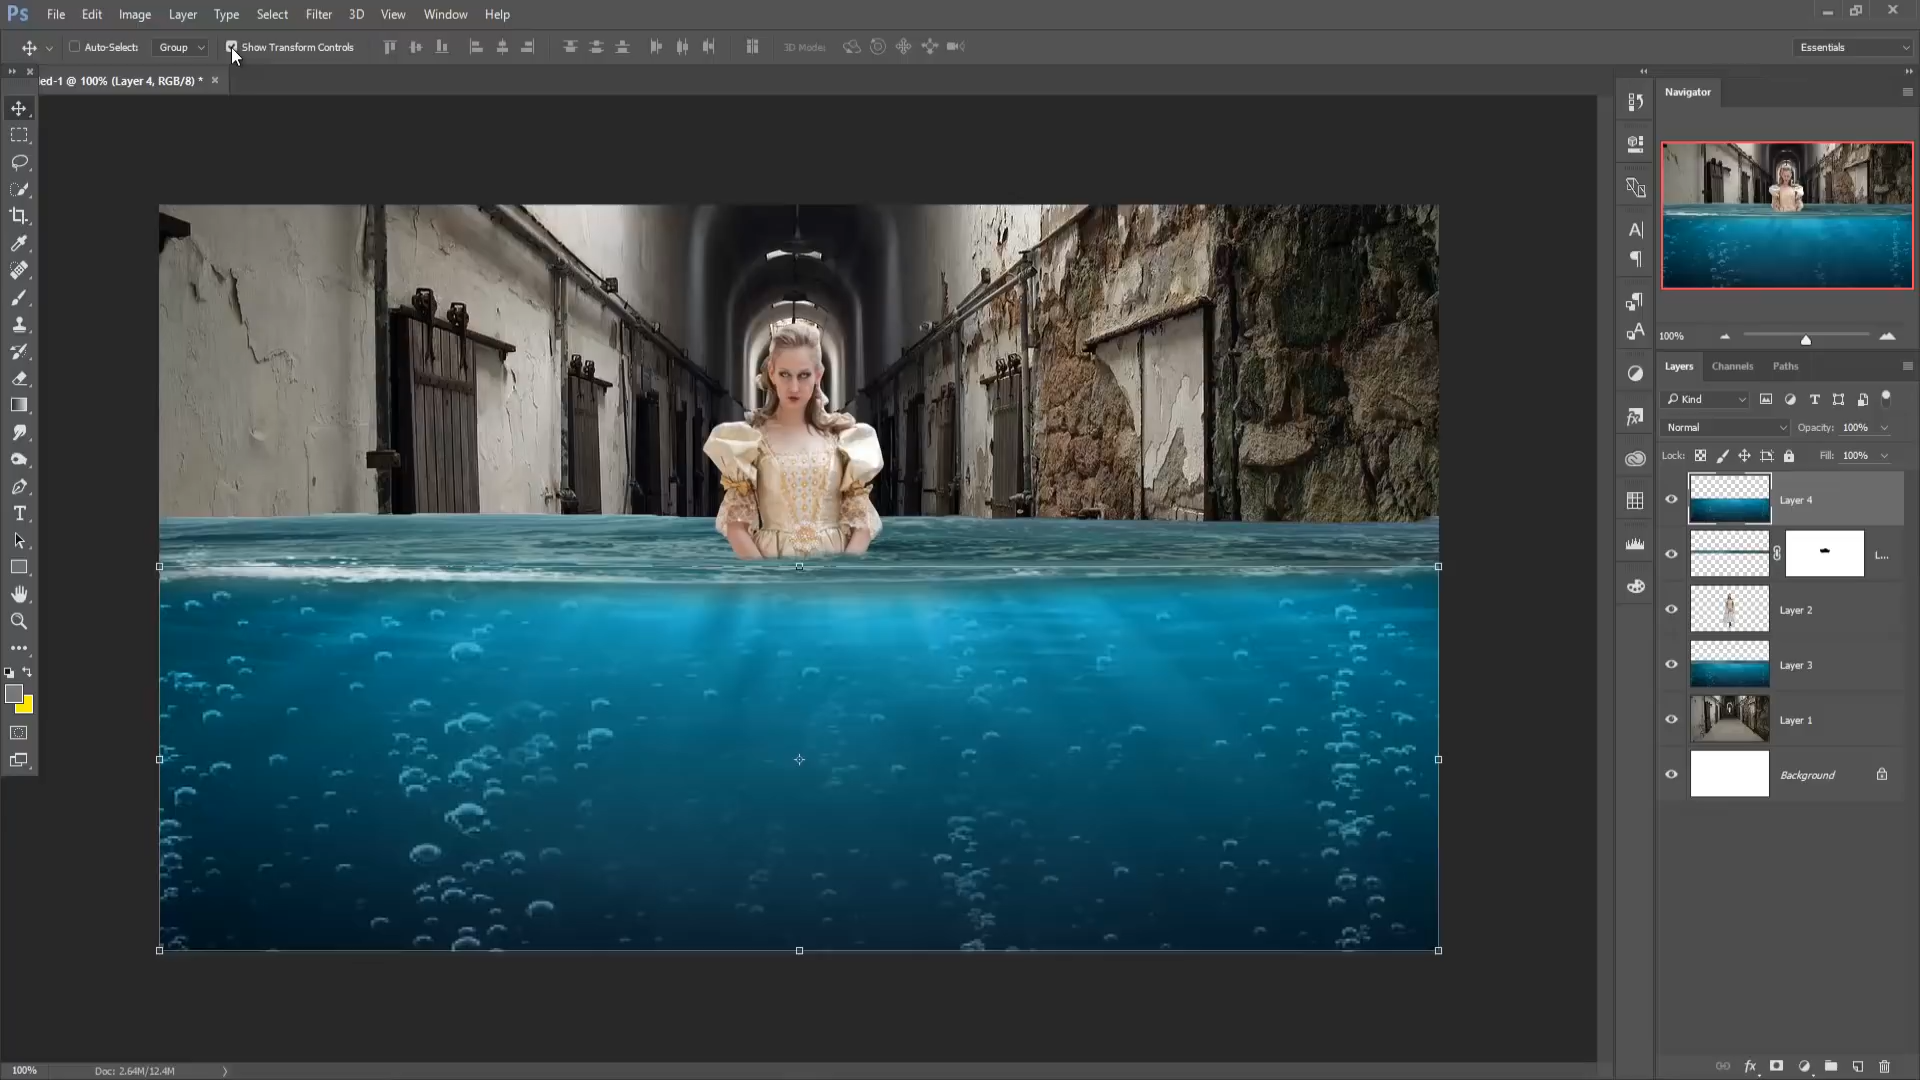 Ps File Edit Image Layer Type Select Filter 3D View Window Help
Auto-Select: Group Show Transform Controls 3D Mode: Essentials
ed-1 @ 100% (Layer 4, RGB/8) * ×
Navigator
100%
Layers Channels Paths
Kind
Normal Opacity: 100%
Lock: Fill: 100%
Layer 4
L...
Layer 2
Layer 3
Layer 1
Background
100% Doc: 2.64M/12.4M